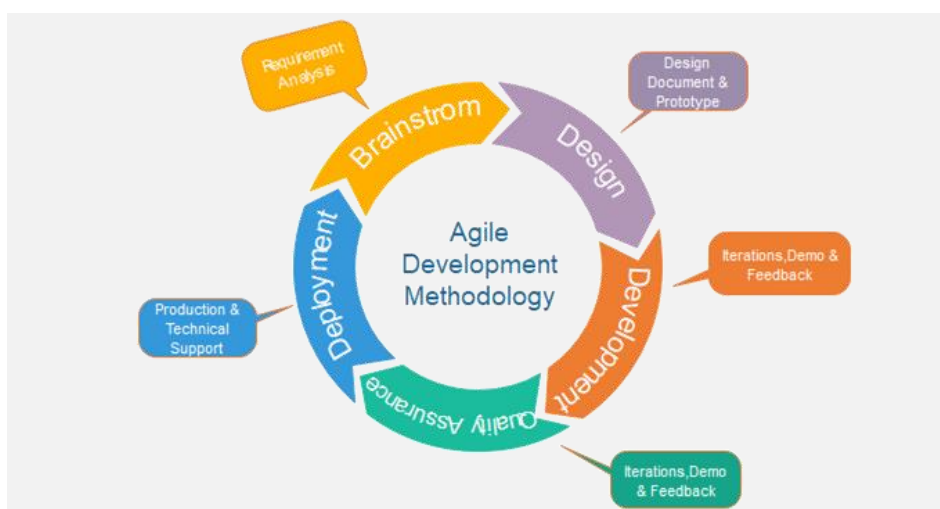 Requirement
Analysis
Brainstrom
Design
Document &
Prototype
Design
Iterations,Demo &
Feedback
Development
Agile
Development
Methodology
Deployment
Production &
Technical
Support
Quality Assurance
Iterations,Demo
& Feedback